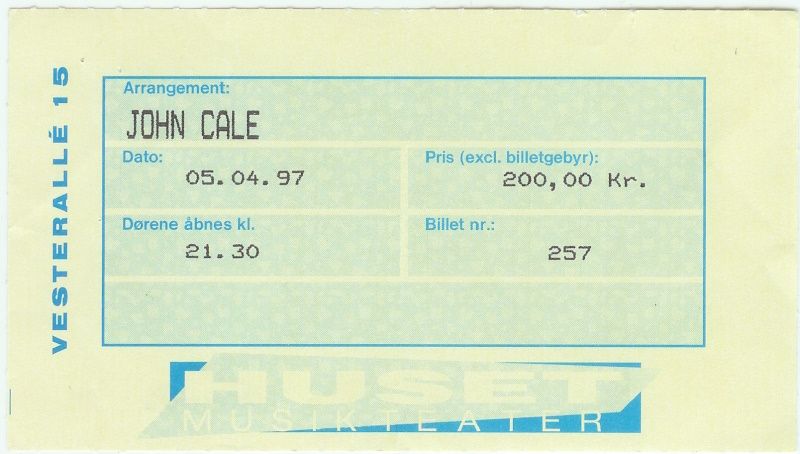 VESTERALLÉ 15
Arrangement:
JOHN CALE
Dato:
05.04.97
Pris (excl. billetgebyr):
200,00 Kr.
Dørene åbnes kl.
21.30
Billet nr.:
257
HUSET
MUSIKTEATER